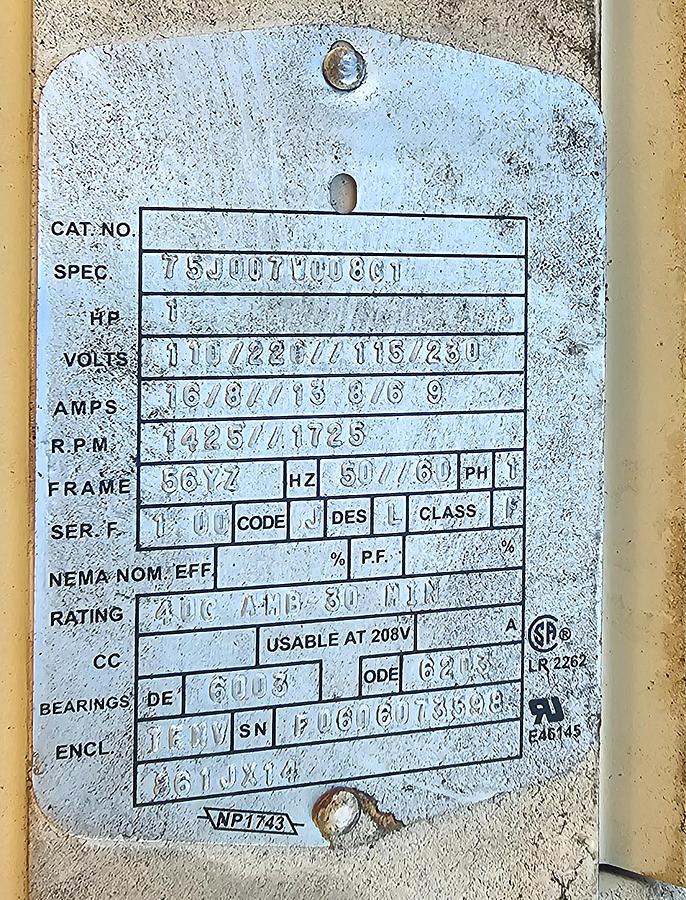 CAT. NO.
SPEC. 75J007W008G1
HP 1
VOLTS 110/220//115/230
AMPS 16/8//13 8/6 9
R.P.M 1425//1725
FRAME 56YZ HZ 50//60 PH 1
SER. F. 1 00 CODE J DES L CLASS F
NEMA NOM. EFF. % P.F. %
RATING 40C AMB-30 MIN
CC USABLE AT 208V A
BEARINGS DE 6003 ODE 6203
ENCL. SN F0606073598
561JX14
NP1743
SA ®
LR 2262
E46145